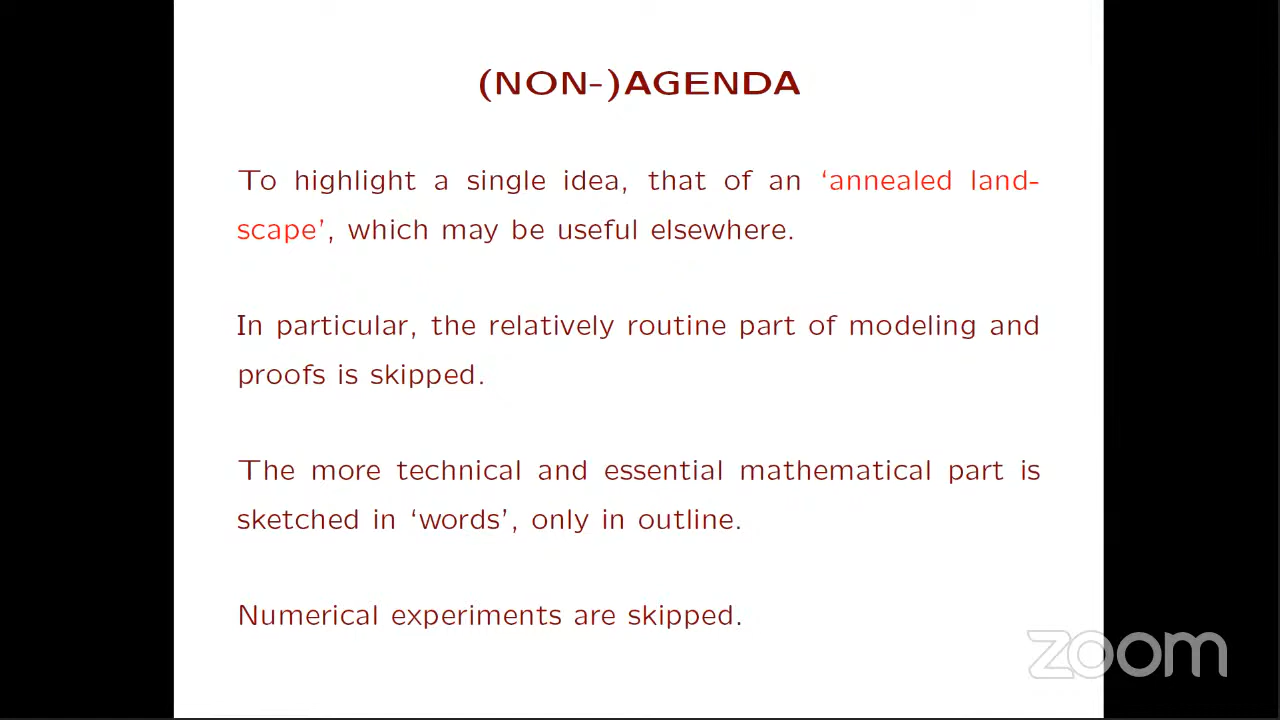 (NON-)AGENDA
To highlight a single idea, that of an ‘annealed land-
scape’, which may be useful elsewhere.
In particular, the relatively routine part of modeling and
proofs is skipped.
The more technical and essential mathematical part is
sketched in ‘words’, only in outline.
Numerical experiments are skipped.
zoom